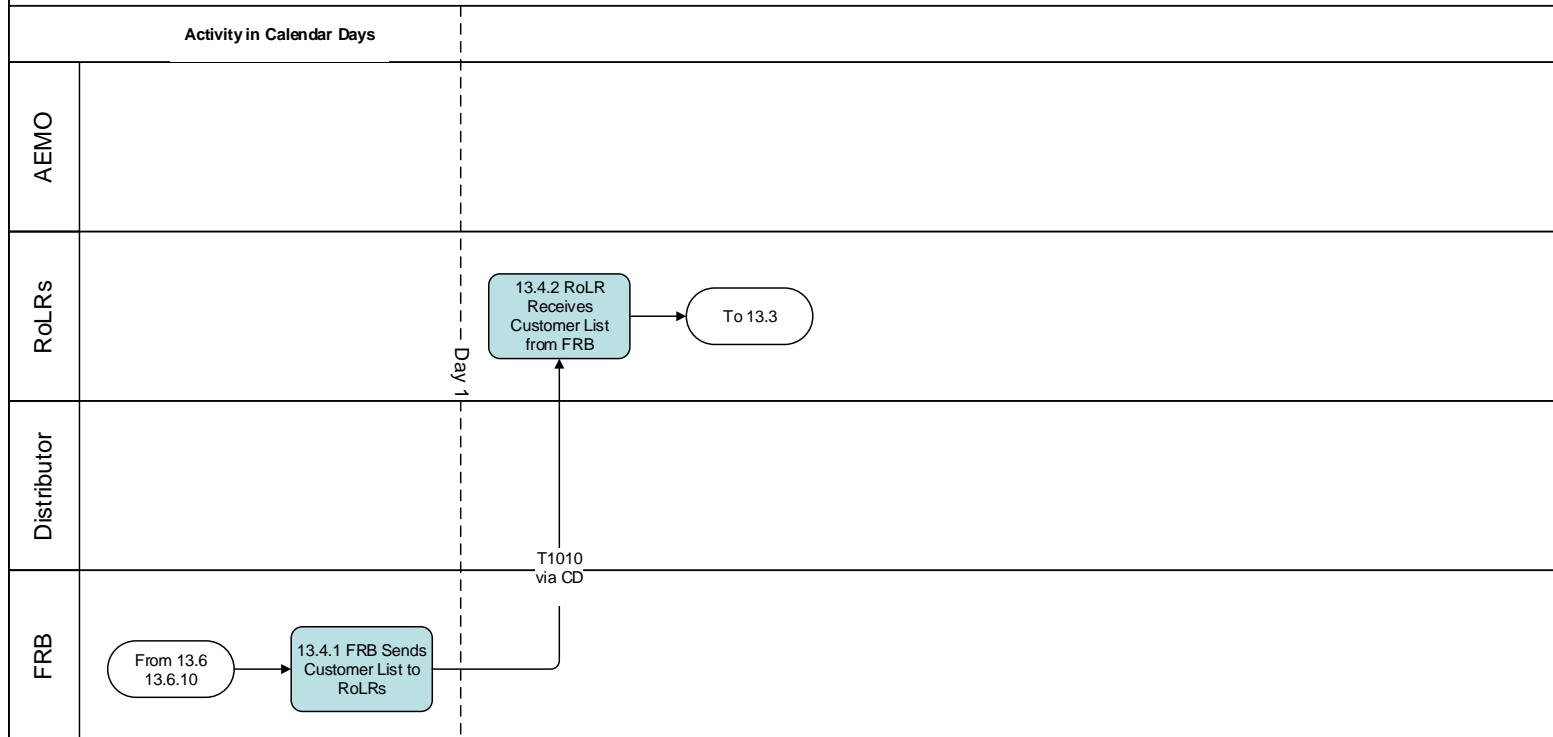 Activity in Calendar Days
AEMO
RoLRs
13.4.2 RoLR
Receives
Customer List
from FRB
To 13.3
Day 1
Distributor
T1010
via CD
FRB
From 13.6
13.6.10
13.4.1 FRB Sends
Customer List to
RoLRs